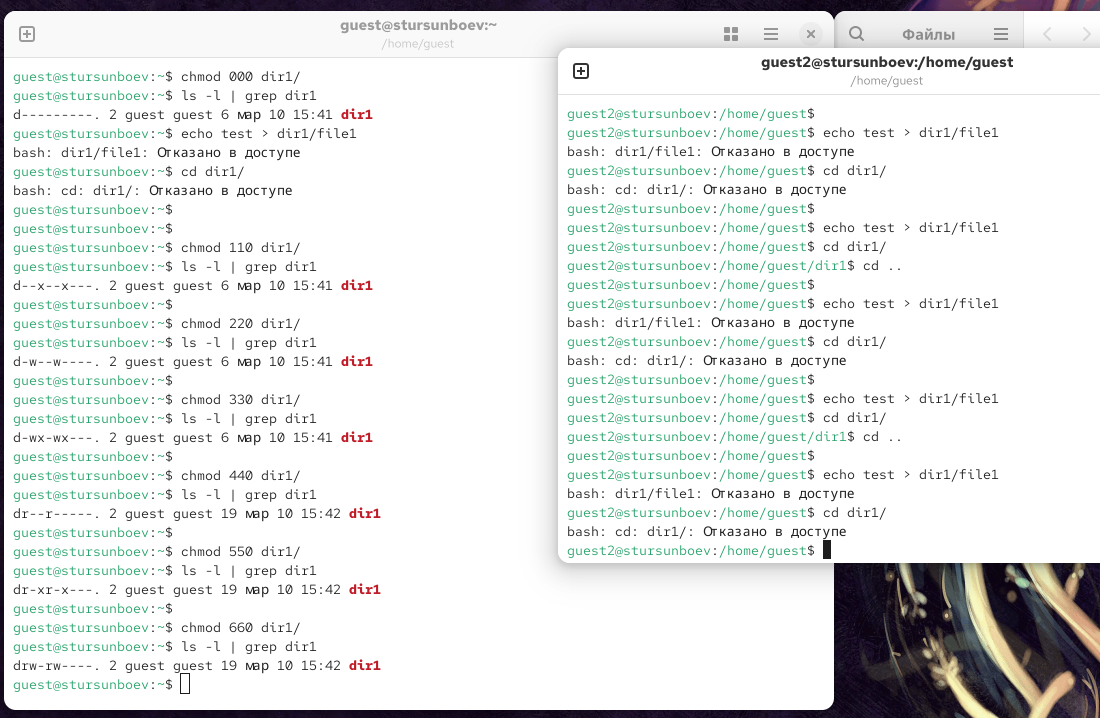 guest@stursunboev:~
/home/guest
Файлы
guest@stursunboev:~$ chmod 000 dir1/
guest@stursunboev:~$ ls -l | grep dir1
d---------. 2 guest guest 6 мар 10 15:41 dir1
guest@stursunboev:~$ echo test > dir1/file1
bash: dir1/file1: Отказано в доступе
guest@stursunboev:~$ cd dir1/
bash: cd: dir1/: Отказано в доступе
guest@stursunboev:~$
guest@stursunboev:~$
guest@stursunboev:~$ chmod 110 dir1/
guest@stursunboev:~$ ls -l | grep dir1
d--x--x---. 2 guest guest 6 мар 10 15:41 dir1
guest@stursunboev:~$
guest@stursunboev:~$ chmod 220 dir1/
guest@stursunboev:~$ ls -l | grep dir1
d-w--w----. 2 guest guest 6 мар 10 15:41 dir1
guest@stursunboev:~$
guest@stursunboev:~$ chmod 330 dir1/
guest@stursunboev:~$ ls -l | grep dir1
d-wx-wx---. 2 guest guest 6 мар 10 15:41 dir1
guest@stursunboev:~$
guest@stursunboev:~$ chmod 440 dir1/
guest@stursunboev:~$ ls -l | grep dir1
dr--r-----. 2 guest guest 19 мар 10 15:42 dir1
guest@stursunboev:~$
guest@stursunboev:~$ chmod 550 dir1/
guest@stursunboev:~$ ls -l | grep dir1
dr-xr-x---. 2 guest guest 19 мар 10 15:42 dir1
guest@stursunboev:~$
guest@stursunboev:~$ chmod 660 dir1/
guest@stursunboev:~$ ls -l | grep dir1
drw-rw----. 2 guest guest 19 мар 10 15:42 dir1
guest@stursunboev:~$
guest2@stursunboev:/home/guest
/home/guest
guest2@stursunboev:/home/guest$
guest2@stursunboev:/home/guest$ echo test > dir1/file1
bash: dir1/file1: Отказано в доступе
guest2@stursunboev:/home/guest$ cd dir1/
bash: cd: dir1/: Отказано в доступе
guest2@stursunboev:/home/guest$
guest2@stursunboev:/home/guest$ echo test > dir1/file1
guest2@stursunboev:/home/guest$ cd dir1/
guest2@stursunboev:/home/guest/dir1$ cd ..
guest2@stursunboev:/home/guest$
guest2@stursunboev:/home/guest$ echo test > dir1/file1
bash: dir1/file1: Отказано в доступе
guest2@stursunboev:/home/guest$ cd dir1/
bash: cd: dir1/: Отказано в доступе
guest2@stursunboev:/home/guest$
guest2@stursunboev:/home/guest$ echo test > dir1/file1
guest2@stursunboev:/home/guest$ cd dir1/
guest2@stursunboev:/home/guest/dir1$ cd ..
guest2@stursunboev:/home/guest$
guest2@stursunboev:/home/guest$ echo test > dir1/file1
bash: dir1/file1: Отказано в доступе
guest2@stursunboev:/home/guest$ cd dir1/
bash: cd: dir1/: Отказано в доступе
guest2@stursunboev:/home/guest$